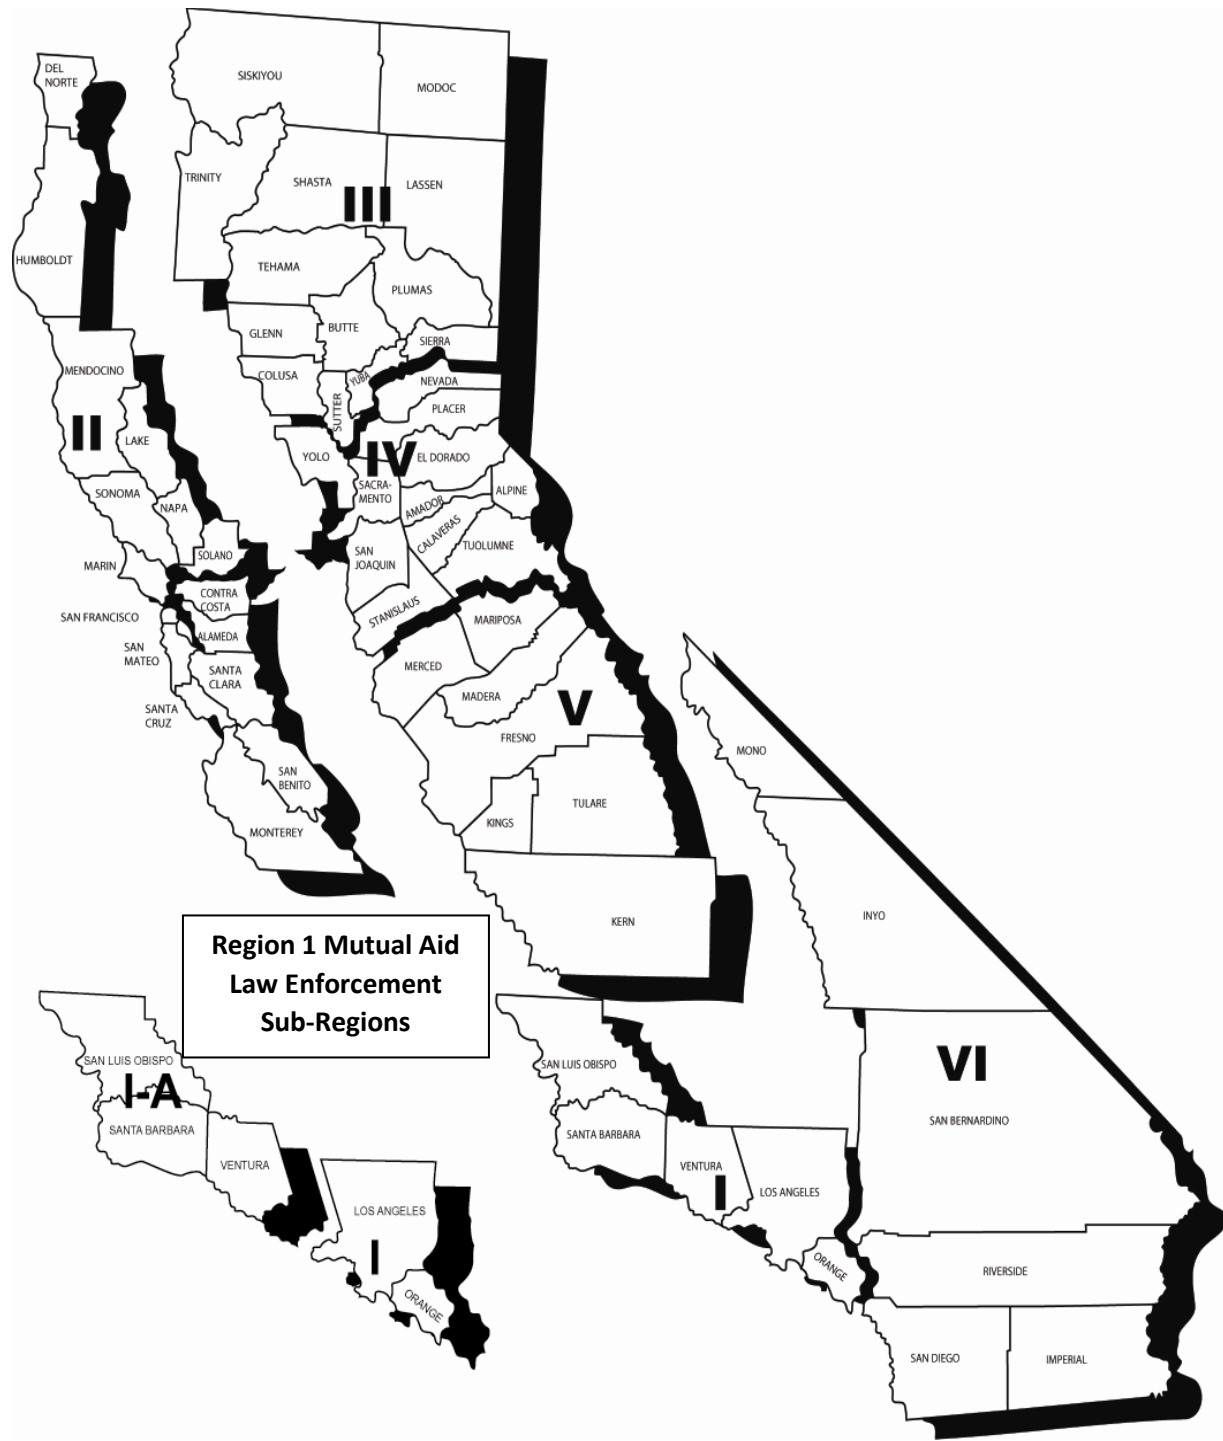 DEL
NORTE
SISKIYOU
MODOC
TRINITY
SHASTA
LASSEN
III
HUMBOLDT
TEHAMA
PLUMAS
GLENN
BUTTE
SIERRA
MENDOCINO
COLUSA
YUBA
NEVADA
SUTTER
PLACER
II
LAKE
YOLO
IV
EL DORADO
SACRA-
MENTO
ALPINE
SONOMA
NAPA
AMADOR
CALAVERAS
TUOLUMNE
SOLANO
SAN
JOAQUIN
MARIN
CONTRA
COSTA
STANISLAUS
SAN FRANCISCO
MARIPOSA
ALAMEDA
SAN
MATEO
SANTA
CLARA
MERCED
MADERA
V
SANTA
CRUZ
FRESNO
MONO
SAN
BENITO
TULARE
KINGS
MONTEREY
KERN
INYO
Region 1 Mutual Aid
Law Enforcement
Sub-Regions
SAN LUIS OBISPO
I-A
SANTA BARBARA
VENTURA
LOS ANGELES
I
ORANGE
SAN LUIS OBISPO
SANTA BARBARA
VENTURA
I
LOS ANGELES
ORANGE
VI
SAN BERNARDINO
RIVERSIDE
SAN DIEGO
IMPERIAL